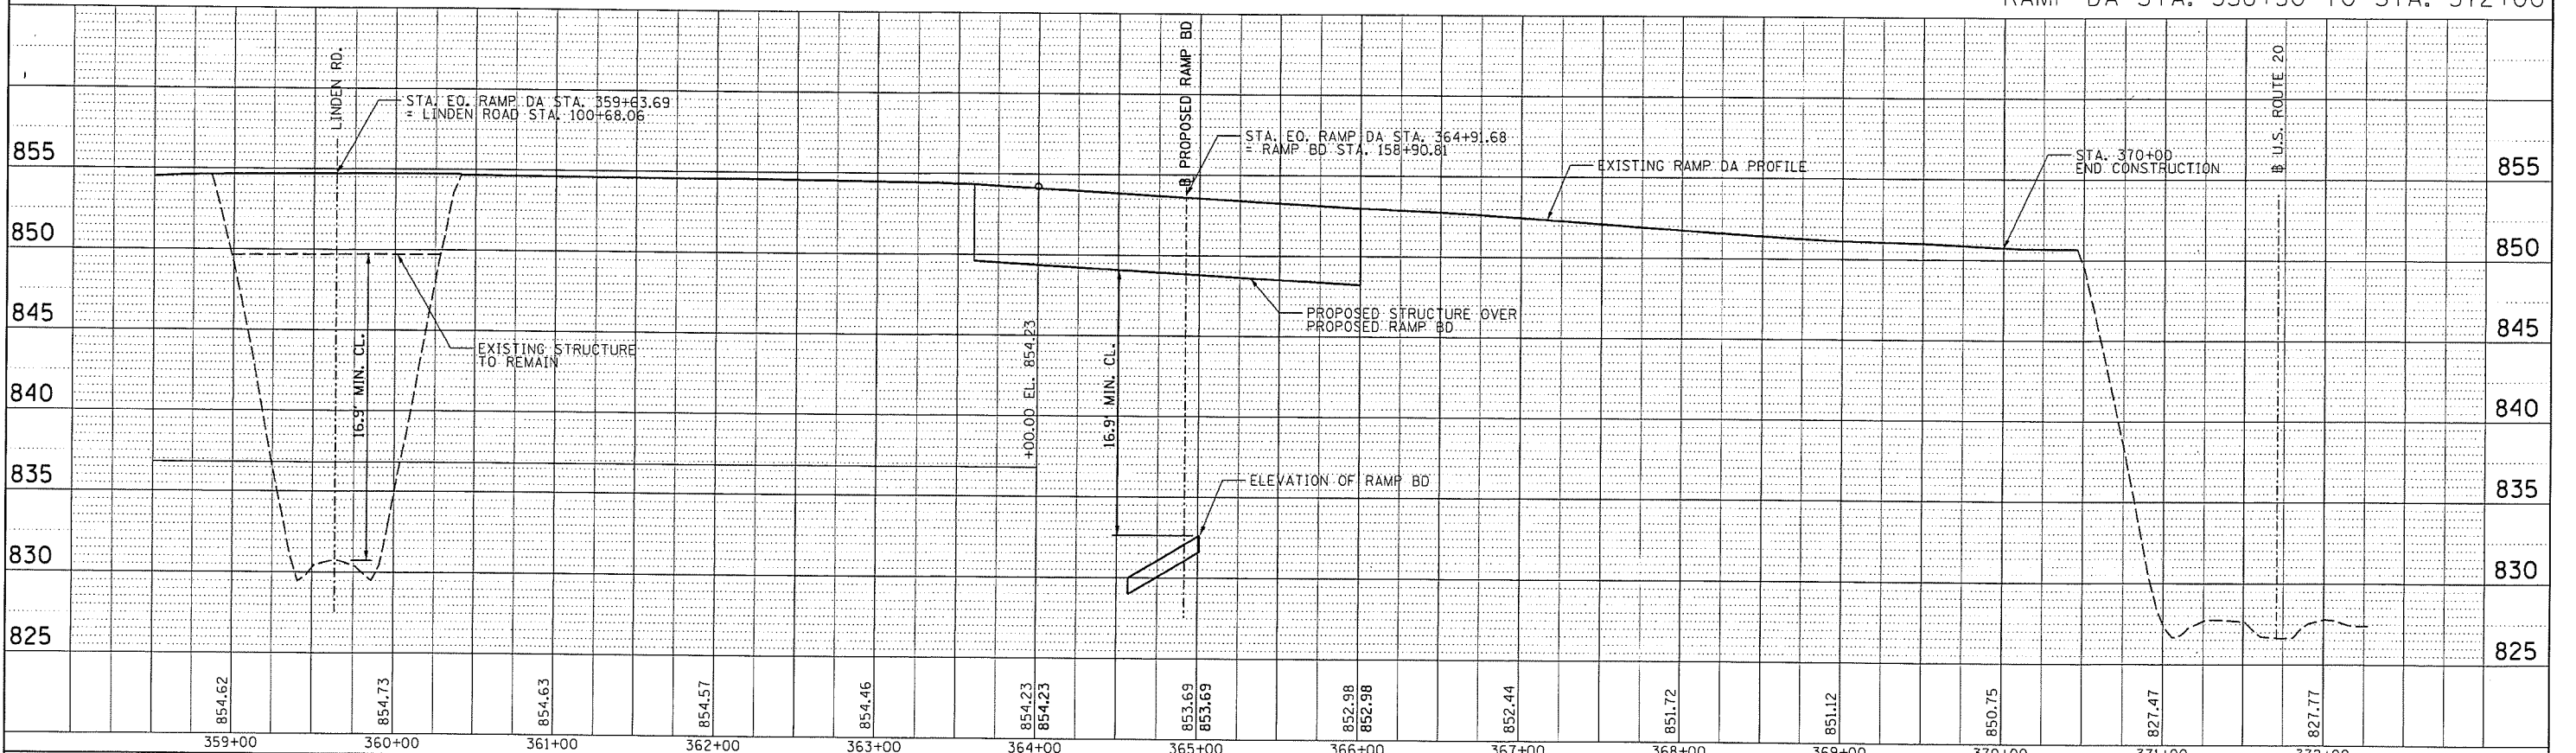 RAMP DA STA. 358+50 TO STA. 372+00
LINDEN RD.
STA. EQ. RAMP DA STA. 359+63.69
= LINDEN ROAD STA. 100+68.06
PROPOSED RAMP BD
STA. EQ. RAMP DA STA. 364+91.68
= RAMP BD STA. 158+90.81
EXISTING RAMP DA PROFILE
STA. 370+00
END CONSTRUCTION
U.S. ROUTE 20
855
850
845
840
835
830
825
855
850
845
840
835
830
825
16.9' MIN. CL.
EXISTING STRUCTURE
TO REMAIN
+00.00 EL. 854.23
16.9' MIN. CL.
PROPOSED STRUCTURE OVER
PROPOSED RAMP BD
ELEVATION OF RAMP BD
854.62
854.73
854.63
854.57
854.46
854.23
854.23
853.69
853.69
852.98
852.98
852.44
851.72
851.12
850.75
827.47
827.77
359+00
360+00
361+00
362+00
363+00
364+00
365+00
366+00
367+00
368+00
369+00
370+00
371+00
372+00